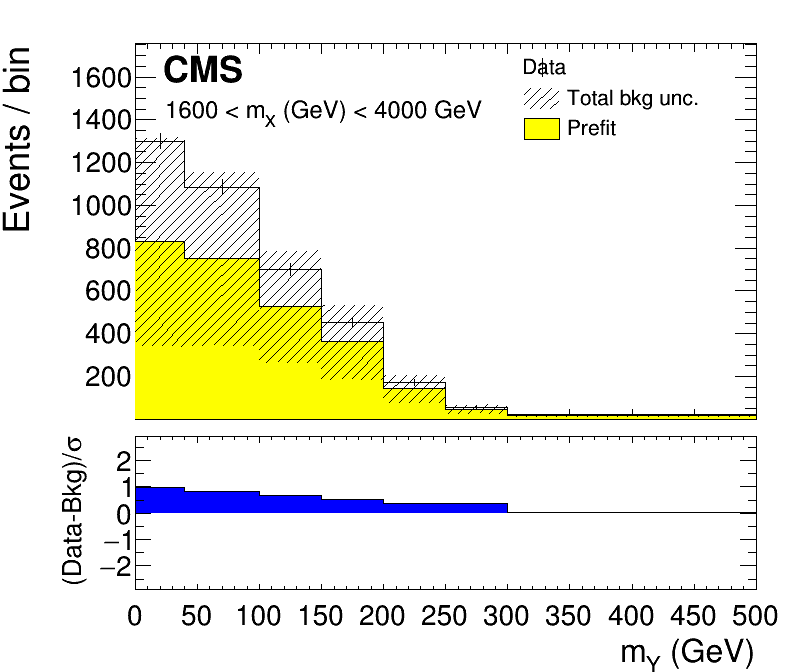 Events / bin
1600
1400
1200
1000
800
600
400
200
CMS
1600 < m_X (GeV) < 4000 GeV
Data
Total bkg unc.
Prefit
(Data-Bkg)/σ
2
1
0
−1
−2
0 50 100 150 200 250 300 350 400 450 500
m_Y (GeV)